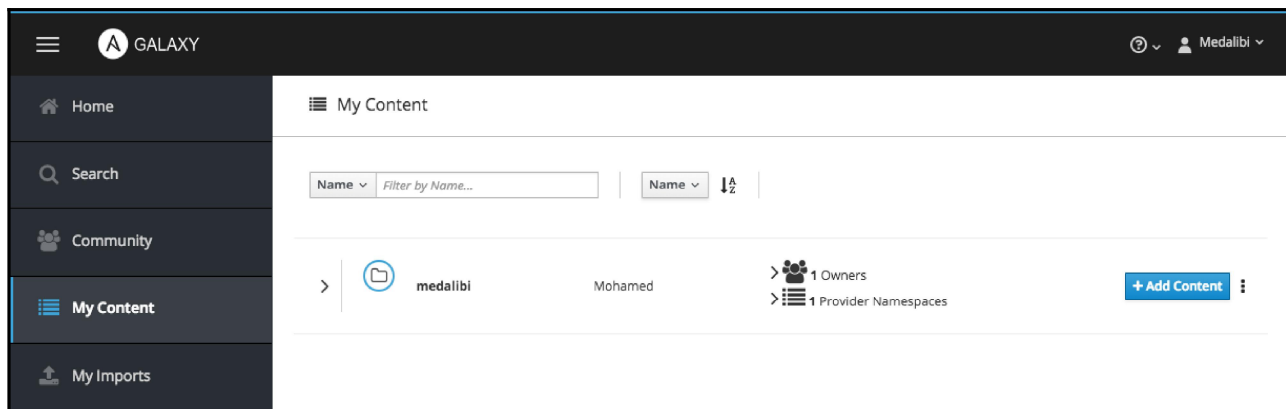 A GALAXY
Medalibi
Home
My Content
Search
Name Filter by Name... Name
A
Z
Community
medalibi Mohamed 1 Owners
1 Provider Namespaces
+ Add Content
My Content
My Imports